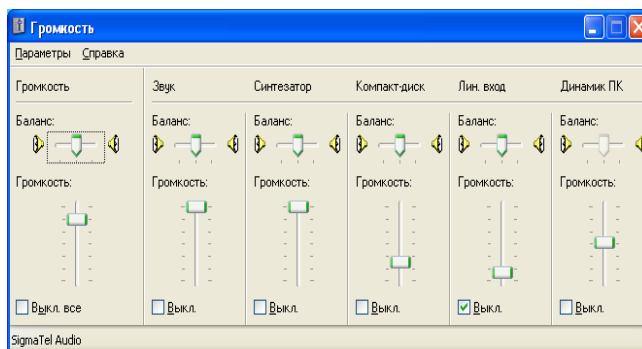 Громкость
Параметры Справка
Громкость Звук Синтезатор Компакт-диск Лин. вход Динамик ПК
Баланс: Баланс: Баланс: Баланс: Баланс: Баланс:
Громкость: Громкость: Громкость: Громкость: Громкость: Громкость:
Выкл. все Выкл. Выкл. Выкл. Выкл. Выкл.
SigmaTel Audio